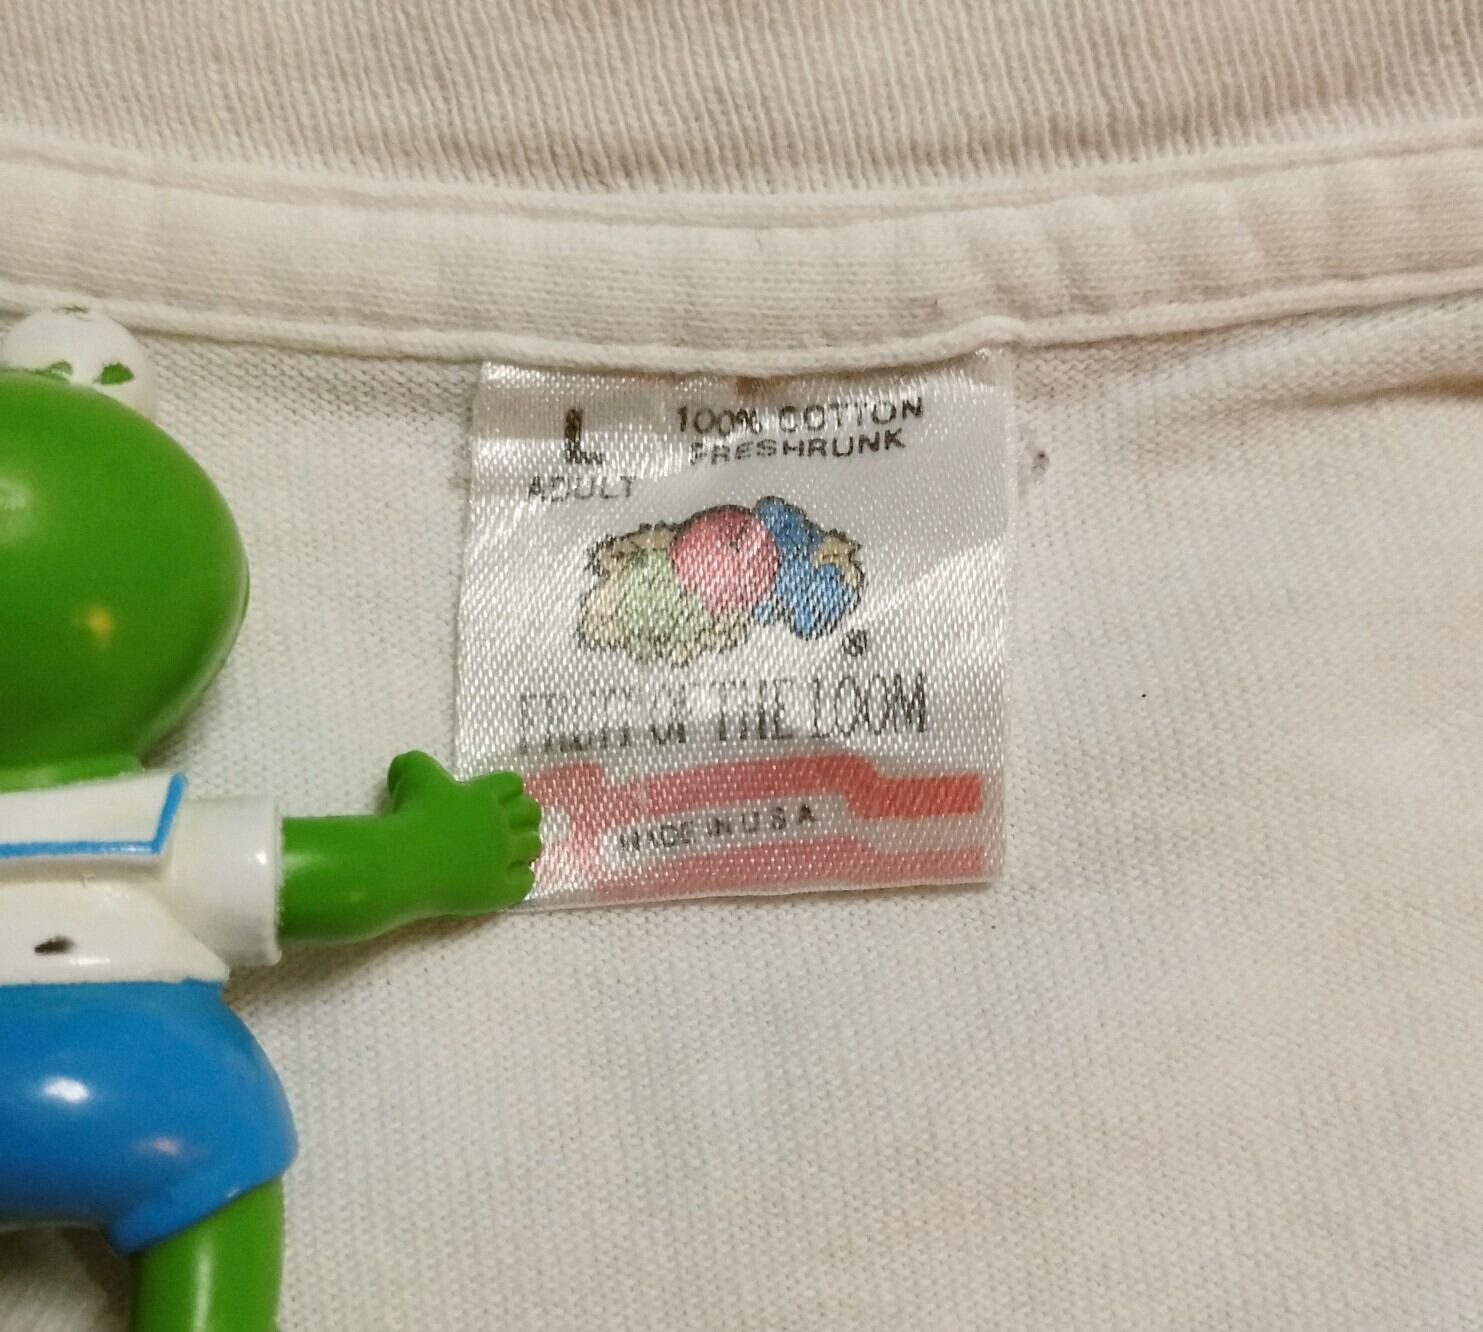 L
100% COTTON
PRESHRUNK
ADULT
®
FRUIT OF THE LOOM
MADE IN U S A